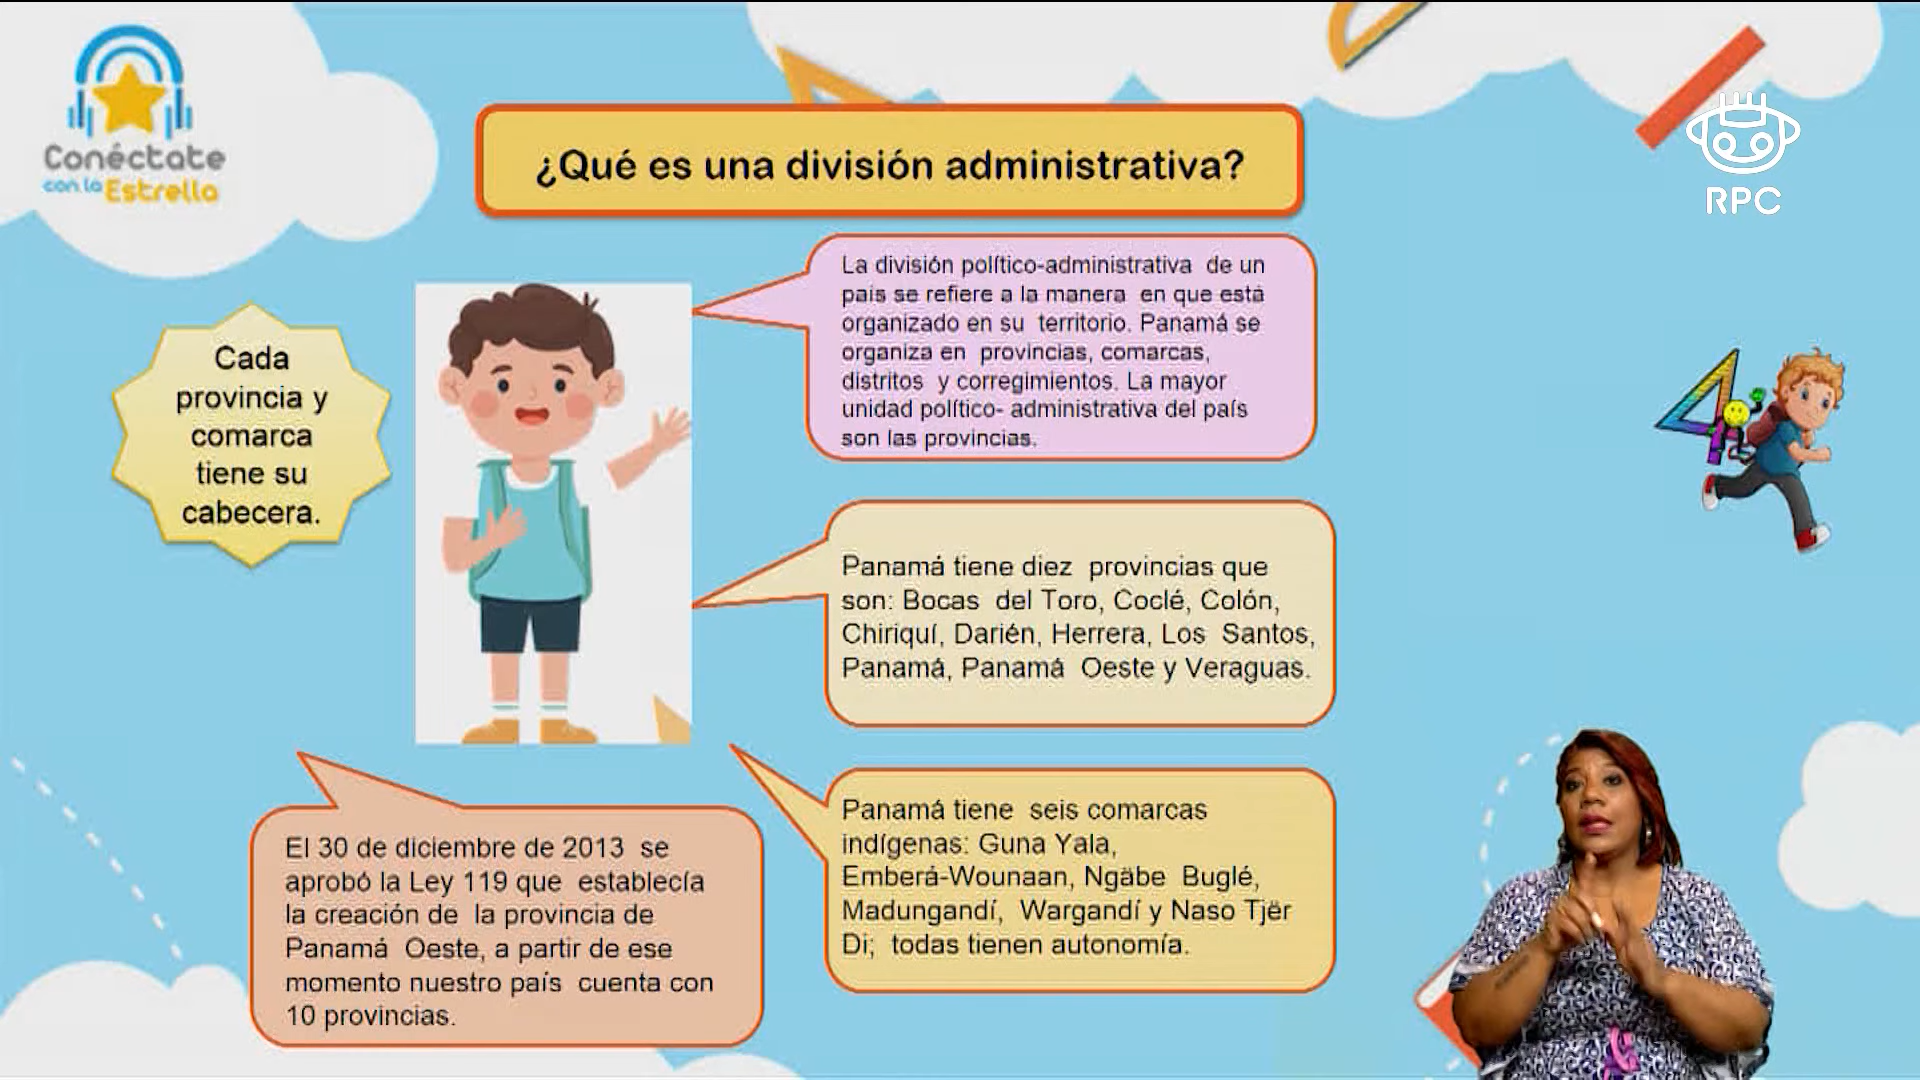 Conéctate
con la Estrella
¿Qué es una división administrativa?
RPC
La división político-administrativa de un
país se refiere a la manera en que está
organizado en su territorio. Panamá se
organiza en provincias, comarcas,
distritos y corregimientos. La mayor
unidad político- administrativa del país
son las provincias.
Cada
provincia y
comarca
tiene su
cabecera.
4°
Panamá tiene diez provincias que
son: Bocas del Toro, Coclé, Colón,
Chiriquí, Darién, Herrera, Los Santos,
Panamá, Panamá Oeste y Veraguas.
Panamá tiene seis comarcas
indígenas: Guna Yala,
Emberá-Wounaan, Ngäbe Buglé,
Madungandí, Wargandí y Naso Tjër
Di; todas tienen autonomía.
El 30 de diciembre de 2013 se
aprobó la Ley 119 que establecía
la creación de la provincia de
Panamá Oeste, a partir de ese
momento nuestro país cuenta con
10 provincias.